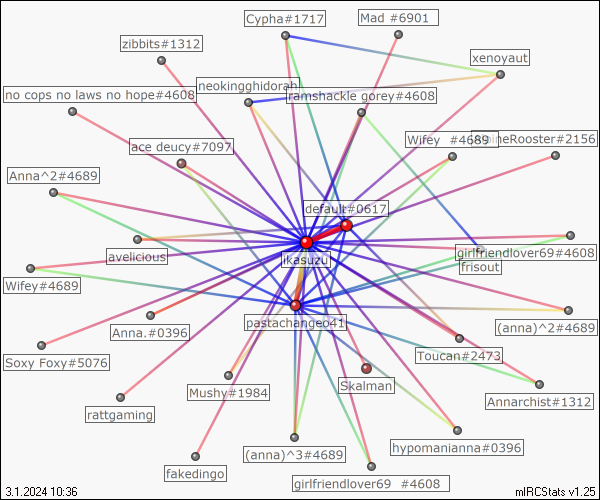 Cypha#1717
Mad #6901
zibbits#1312
xenoyaut
neokingghidorah
no cops no laws no hope#4608
ramshackle gorey#4608
Wifey  #4689
ineRooster#2156
ace deucy#7097
Anna^2#4689
default#0617
avelicious
ikasuzu
girlfriendlover69#4608
frisout
Wifey#4689
pastachange041
(anna)^2#4689
Anna.#0396
Toucan#2473
Soxy Foxy#5076
Skalman
Mushy#1984
Annarchist#1312
rattgaming
hypomanianna#0396
(anna)^3#4689
fakedingo
girlfriendlover69  #4608
3.1.2024 10:36
mIRCStats v1.25